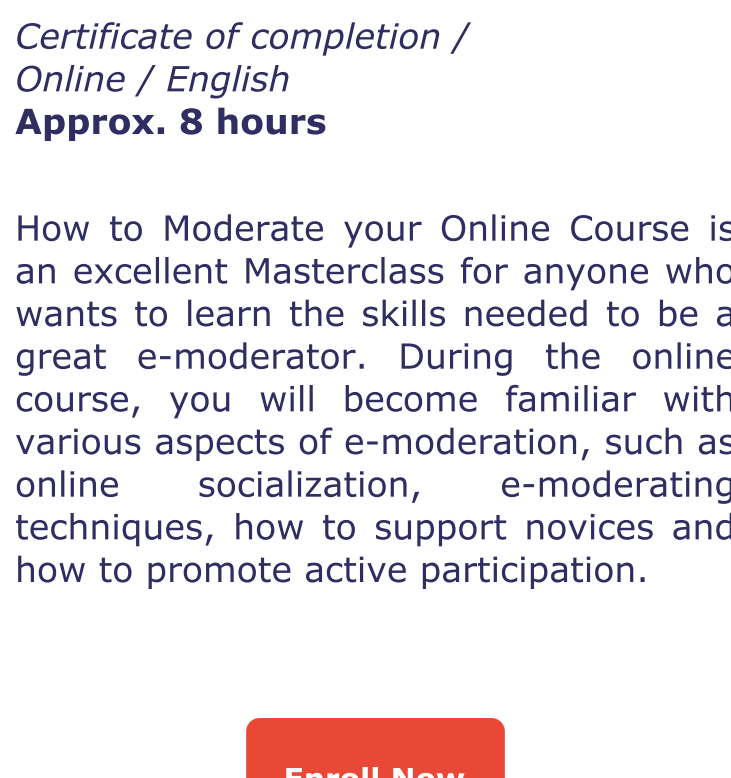 Certificate of completion /
Online / English
Approx. 8 hours
How to Moderate your Online Course is
an excellent Masterclass for anyone who
wants to learn the skills needed to be a
great e-moderator. During the online
course, you will become familiar with
various aspects of e-moderation, such as
online socialization, e-moderating
techniques, how to support novices and
how to promote active participation.
Enroll Now